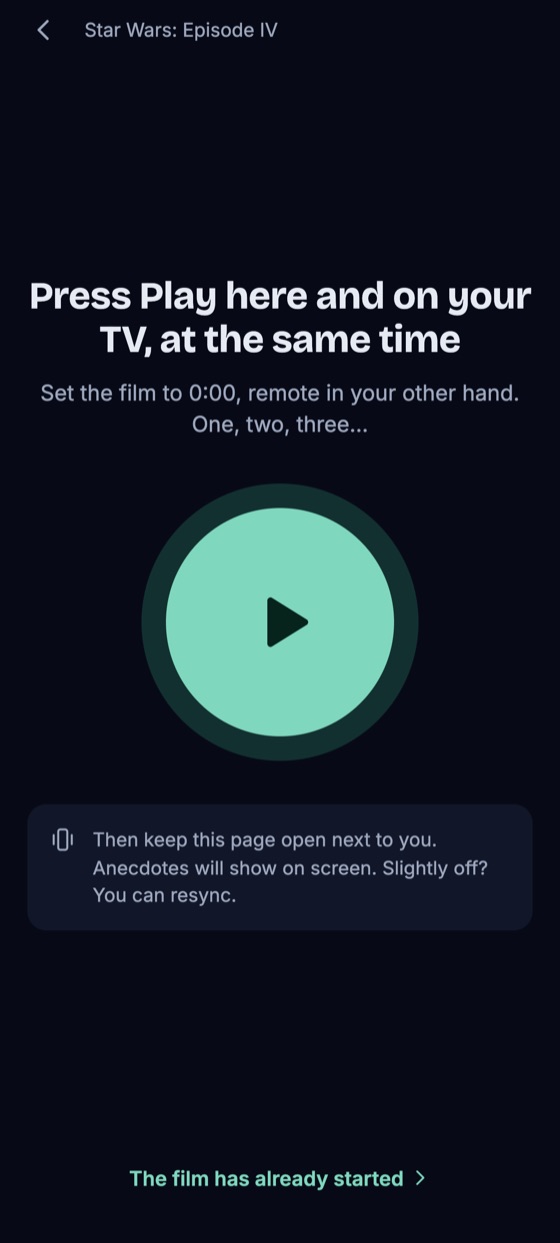 Star Wars: Episode IV
Press Play here and on your
TV, at the same time
Set the film to 0:00, remote in your other hand.
One, two, three...
Then keep this page open next to you.
Anecdotes will show on screen. Slightly off?
You can resync.
The film has already started